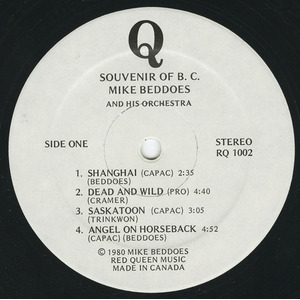 Q
SOUVENIR OF B. C.
MIKE BEDDOES
AND HIS ORCHESTRA
SIDE ONE
STEREO
RQ 1002
1. SHANGHAI (CAPAC) 2:35
(BEDDOES)
2. DEAD AND WILD (PRO) 4:40
(CRAMER)
3. SASKATOON (CAPAC) 3:05
(TRINKWON)
4. ANGEL ON HORSEBACK 4:52
(CAPAC) (BEDDOES)
© 1980 MIKE BEDDOES
RED QUEEN MUSIC
MADE IN CANADA